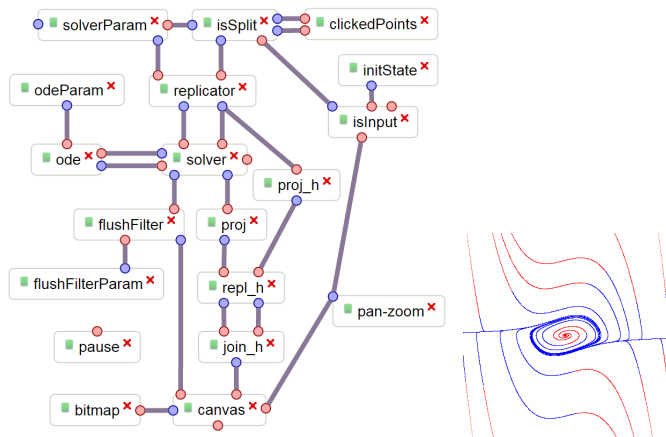 solverParam
isSplit
clickedPoints
initState
odeParam
replicator
isInput
ode
solver
proj_h
flushFilter
proj
flushFilterParam
repl_h
pan-zoom
pause
join_h
bitmap
canvas